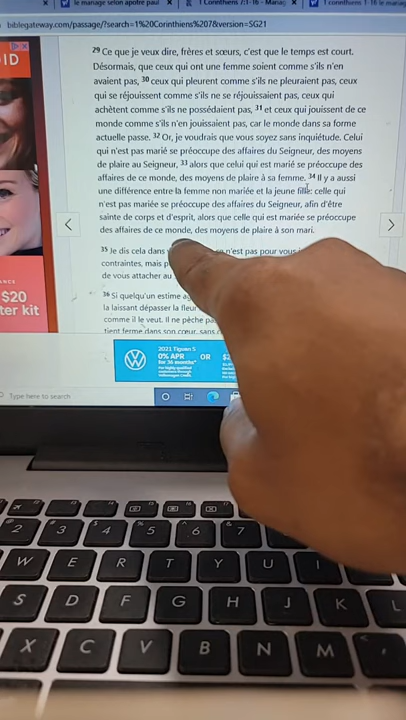 le mariage selon apôtre paul
1 Corinthiens 7:1-16 - Mariag
1 corinthiens 1-16 le maria
biblegateway.com/passage/?search=1%20Corinthiens%207&version=SG21
29 Ce que je veux dire, frères et sœurs, c'est que le temps est court.
Désormais, que ceux qui ont une femme soient comme s'ils n'en
avaient pas, 30 ceux qui pleurent comme s'ils ne pleuraient pas, ceux
qui se réjouissent comme s'ils ne se réjouissaient pas, ceux qui
achètent comme s'ils ne possédaient pas, 31 et ceux qui jouissent de ce
monde comme s'ils n'en jouissaient pas, car le monde dans sa forme
actuelle passe. 32 Or, je voudrais que vous soyez sans inquiétude. Celui
qui n'est pas marié se préoccupe des affaires du Seigneur, des moyens
de plaire au Seigneur, 33 alors que celui qui est marié se préoccupe des
affaires de ce monde, des moyens de plaire à sa femme. 34 Il y a aussi
une différence entre la femme non mariée et la jeune fille: celle qui
n'est pas mariée se préoccupe des affaires du Seigneur, afin d'être
sainte de corps et d'esprit, alors que celle qui est mariée se préoccupe
des affaires de ce monde, des moyens de plaire à son mari.
35 Je dis cela dans n'est pas pour vous
contraintes, mais
de vous attacher au
36 Si quelqu'un estime
la laissant dépasser la fleur
comme il le veut. Il ne pèche
tient ferme dans son cœur, sans
ANCE
$20
ter kit
2021 Tiguan S
0% APR
for 36 months*
OR
Type here to search
2 3 4 5 6 7
W E R T Y U I
S D F G H J K L
X C V B N M